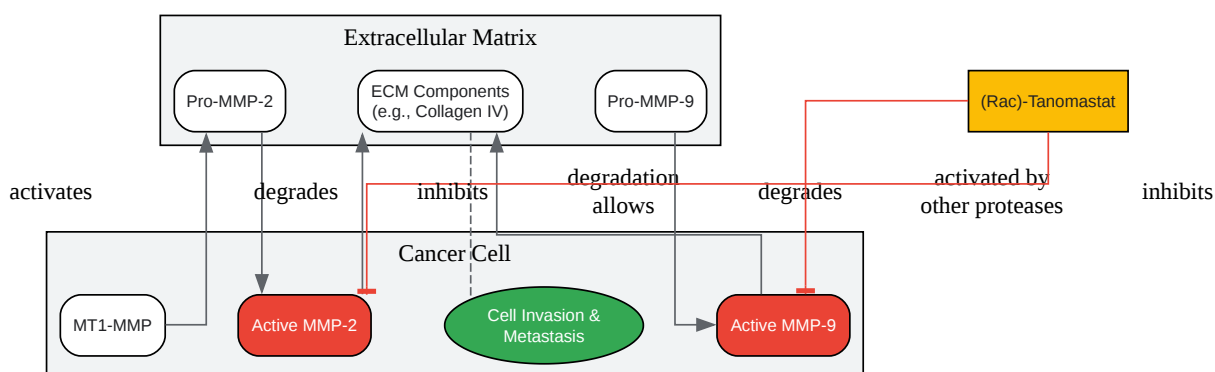 Extracellular Matrix
Pro-MMP-2
ECM Components
(e.g., Collagen IV)
Pro-MMP-9
(Rac)-Tanomastat
activates
degrades
inhibits
degradation
allows
degrades
activated by
other proteases
inhibits
Cancer Cell
MT1-MMP
Active MMP-2
Cell Invasion &
Metastasis
Active MMP-9